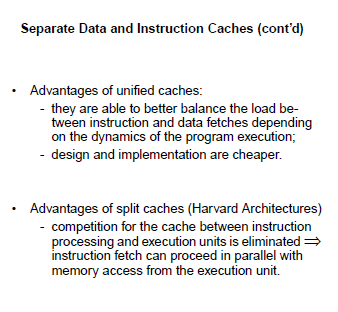 Separate Data and Instruction Caches (cont'd)
• Advantages of unified caches:
- they are able to better balance the load be-
tween instruction and data fetches depending
on the dynamics of the program execution;
- design and implementation are cheaper.
• Advantages of split caches (Harvard Architectures)
- competition for the cache between instruction
processing and execution units is eliminated ⇒
instruction fetch can proceed in parallel with
memory access from the execution unit.